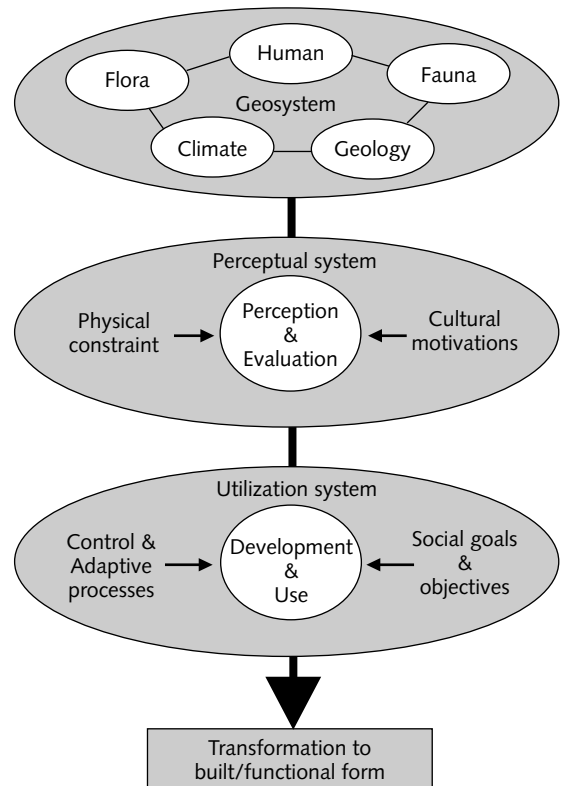 Human
Flora
Fauna
Geosystem
Climate
Geology
Perceptual system
Physical
constraint
Perception
&
Evaluation
Cultural
motivations
Utilization system
Control &
Adaptive
processes
Development
&
Use
Social goals
&
objectives
Transformation to
built/functional form